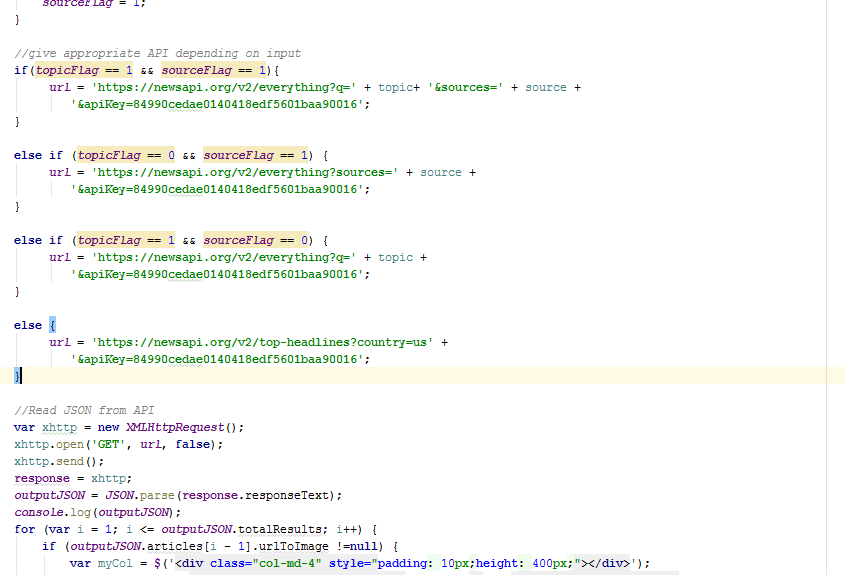 sourceFlag = 1;
}
//give appropriate API depending on input
if(topicFlag == 1 && sourceFlag == 1){
url = 'https://newsapi.org/v2/everything?q=' + topic+ '&sources=' + source +
'&apiKey=84990cedae0140418edf5601baa90016';
}
else if (topicFlag == 0 && sourceFlag == 1) {
url = 'https://newsapi.org/v2/everything?sources=' + source +
'&apiKey=84990cedae0140418edf5601baa90016';
}
else if (topicFlag == 1 && sourceFlag == 0) {
url = 'https://newsapi.org/v2/everything?q=' + topic +
'&apiKey=84990cedae0140418edf5601baa90016';
}
else {
url = 'https://newsapi.org/v2/top-headlines?country=us' +
'&apiKey=84990cedae0140418edf5601baa90016';
}
//Read JSON from API
var xhttp = new XMLHttpRequest();
xhttp.open('GET', url, false);
xhttp.send();
response = xhttp;
outputJSON = JSON.parse(response.responseText);
console.log(outputJSON);
for (var i = 1; i <= outputJSON.totalResults; i++) {
if (outputJSON.articles[i - 1].urlToImage !=null) {
var myCol = $('<div class="col-md-4" style="padding: 10px;height: 400px;"></div>');